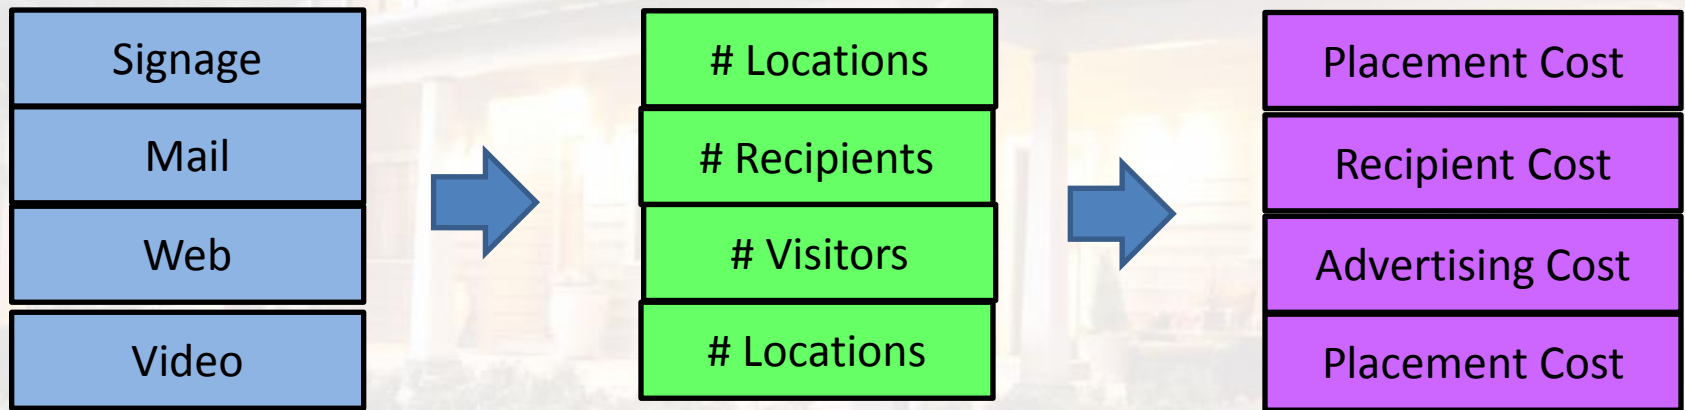 Signage
Mail
Web
Video
# Locations
# Recipients
# Visitors
# Locations
Placement Cost
Recipient Cost
Advertising Cost
Placement Cost